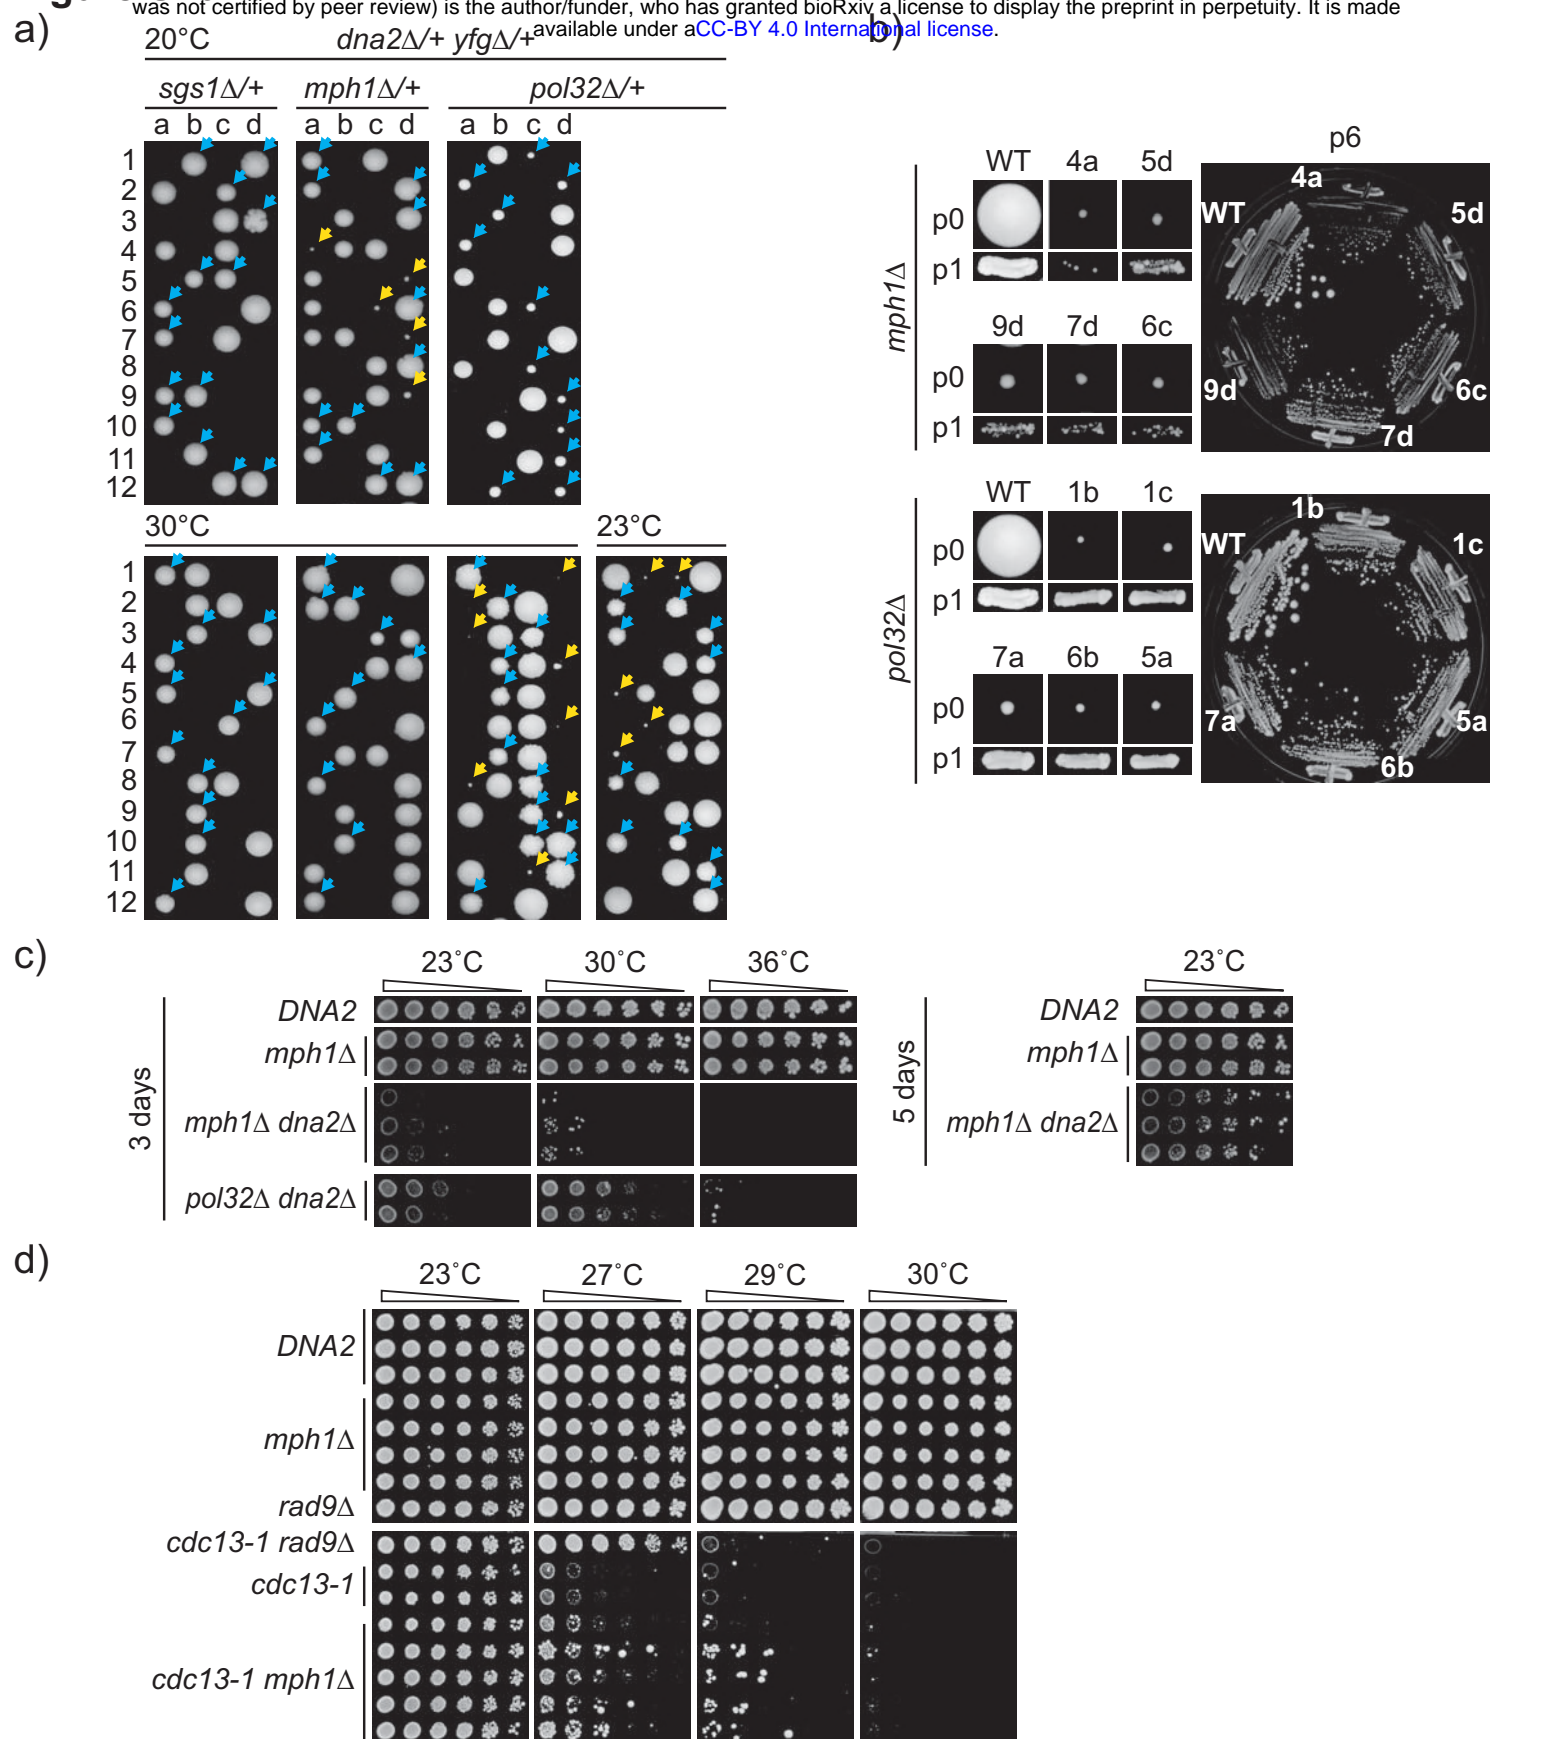 was not certified by peer review) is the author/funder, who has granted bioRxiv a license to display the preprint in perpetuity. It is made
available under aCC-BY 4.0 International license.
a)
20°C
dna2Δ/+ yfgΔ/+
sgs1Δ/+ mph1Δ/+ pol32Δ/+
a b c d a b c d a b c d
1
2
3
4
5
6
7
8
9
10
11
12
30°C 23°C
1
2
3
4
5
6
7
8
9
10
11
12
b)
p6
mph1Δ
WT 4a 5d
p0
p1
9d 7d 6c
p0
p1
4a
WT 5d
9d 6c
7d
pol32Δ
WT 1b 1c
p0
p1
7a 6b 5a
p0
p1
1b
WT 1c
7a 5a
6b
c)
23°C 30°C 36°C
3 days
DNA2
mph1Δ
mph1Δ dna2Δ
pol32Δ dna2Δ
23°C
5 days
DNA2
mph1Δ
mph1Δ dna2Δ
d)
23°C 27°C 29°C 30°C
DNA2
mph1Δ
rad9Δ
cdc13-1 rad9Δ
cdc13-1
cdc13-1 mph1Δ